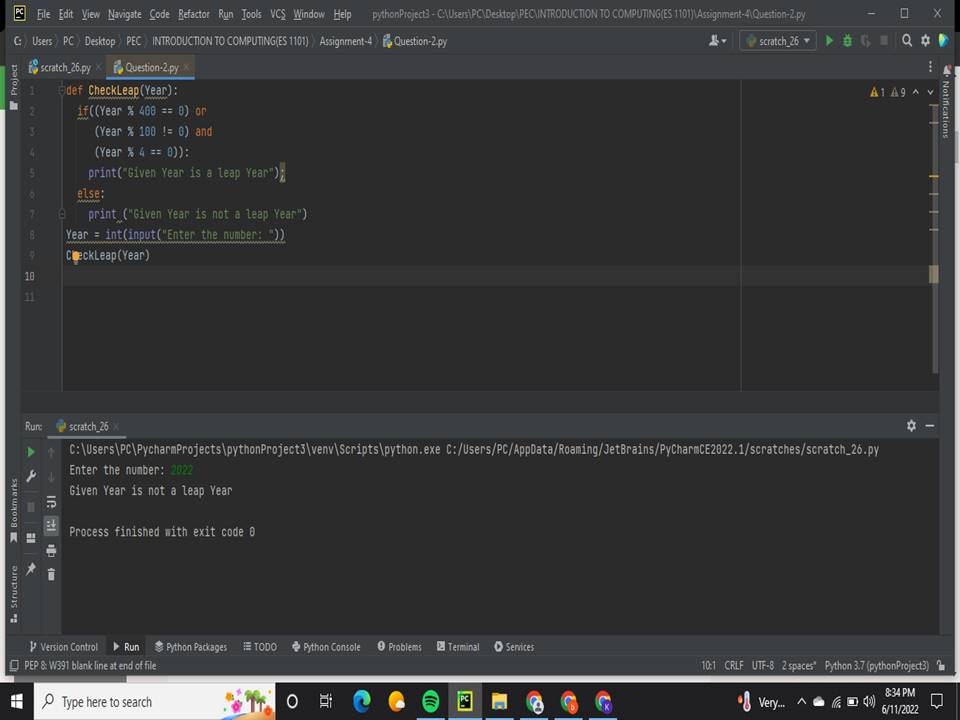 PC File Edit View Navigate Code Refactor Run Tools VCS Window Help pythonProject3 - C:\Users\PC\Desktop\PEC\INTRODUCTION TO COMPUTING(ES 1101)\Assignment-4\Question-2.py
C: Users PC Desktop PEC INTRODUCTION TO COMPUTING(ES 1101) Assignment-4 Question-2.py scratch_26
Project scratch_26.py Question-2.py Notifications
1 def CheckLeap(Year): 1 9
2 if((Year % 400 == 0) or
3 (Year % 100 != 0) and
4 (Year % 4 == 0)):
5 print("Given Year is a leap Year");
6 else:
7 print ("Given Year is not a leap Year")
8 Year = int(input("Enter the number: "))
9 CheckLeap(Year)
10
11
Run: scratch_26
C:\Users\PC\PycharmProjects\pythonProject3\venv\Scripts\python.exe C:/Users/PC/AppData/Roaming/JetBrains/PyCharmCE2022.1/scratches/scratch_26.py
Enter the number: 2022
Given Year is not a leap Year
Process finished with exit code 0
Bookmarks
Structure
Version Control Run Python Packages TODO Python Console Problems Terminal Services
PEP 8: W391 blank line at end of file 10:1 CRLF UTF-8 2 spaces* Python 3.7 (pythonProject3)
Type here to search PC Very... 8:34 PM
6/11/2022